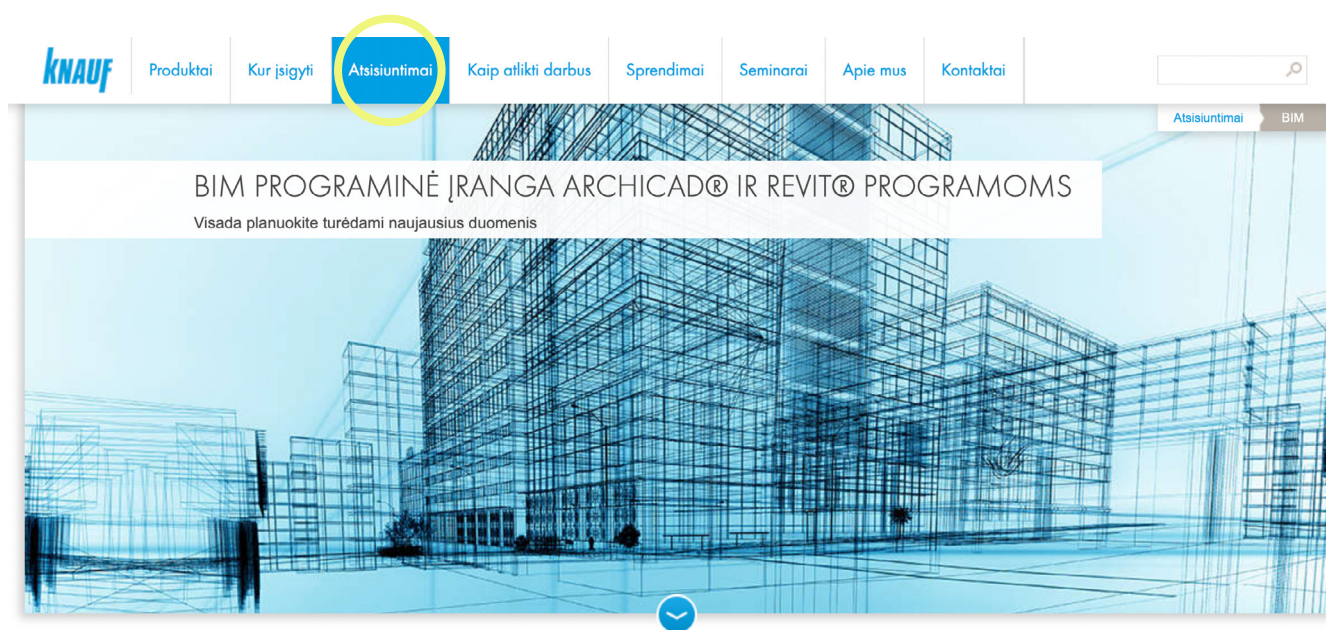 KNAUF
Produktai
Kur įsigyti
Atsisiuntimai
Kaip atlikti darbus
Sprendimai
Seminarai
Apie mus
Kontaktai
Atsisiuntimai
BIM
BIM PROGRAMINĖ ĮRANGA ARCHICAD® IR REVIT® PROGRAMOMS
Visada planuokite turėdami naujausius duomenis